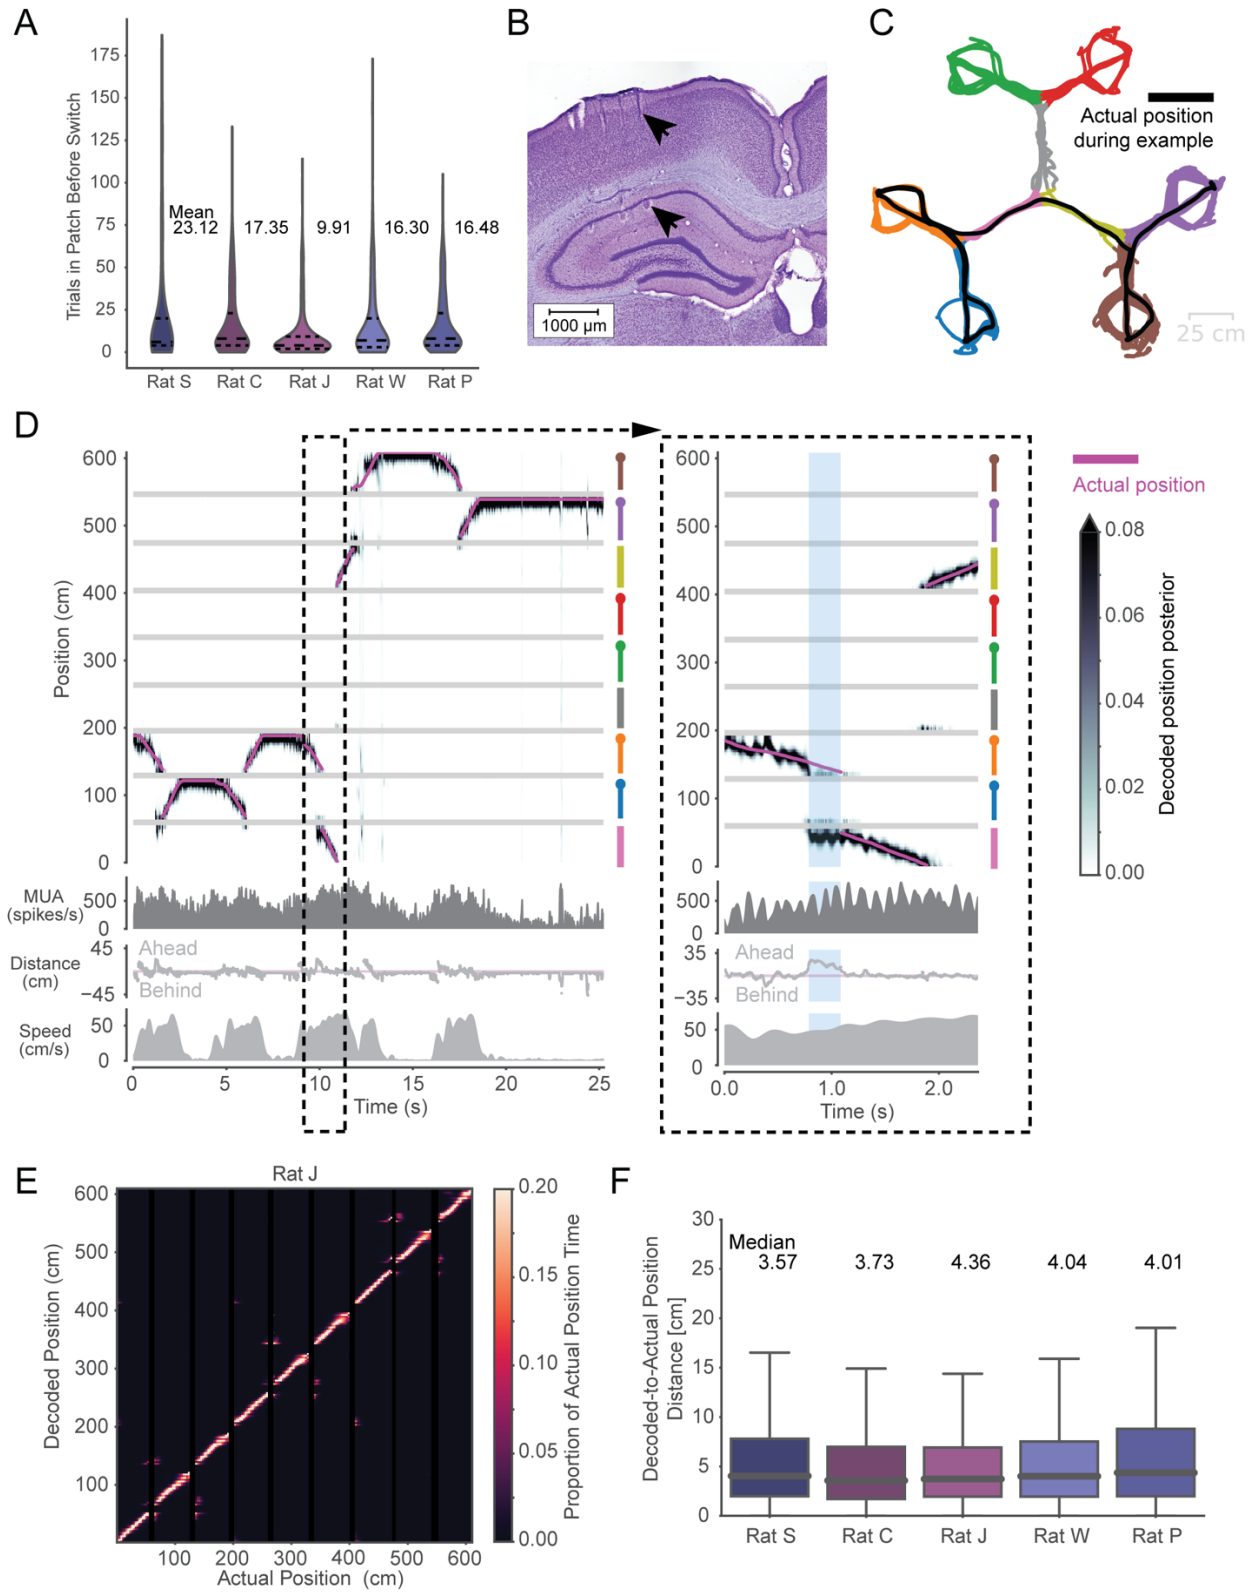 A
Trials in Patch Before Switch
175
150
125
100
75
50
25
0
Mean
23.12
17.35
9.91
16.30
16.48
Rat S
Rat C
Rat J
Rat W
Rat P
B
1000 µm
C
Actual position
during example
25 cm
D
Position (cm)
600
500
400
300
200
100
0
MUA
(spikes/s)
500
0
Distance
(cm)
45
−45
Ahead
Behind
Speed
(cm/s)
50
0
0
5
10
15
20
25
Time (s)
600
500
400
300
200
100
0
500
0
35
−35
Ahead
Behind
50
0
0.0
1.0
2.0
Time (s)
Actual position
0.08
0.06
0.04
0.02
0.00
Decoded position posterior
E
Rat J
Decoded Position (cm)
600
500
400
300
200
100
100
200
300
400
500
600
Actual Position (cm)
0.20
0.15
0.10
0.05
0.00
Proportion of Actual Position Time
F
Decoded-to-Actual Position
Distance [cm]
30
25
20
15
10
5
0
Median
3.57
3.73
4.36
4.04
4.01
Rat S
Rat C
Rat J
Rat W
Rat P